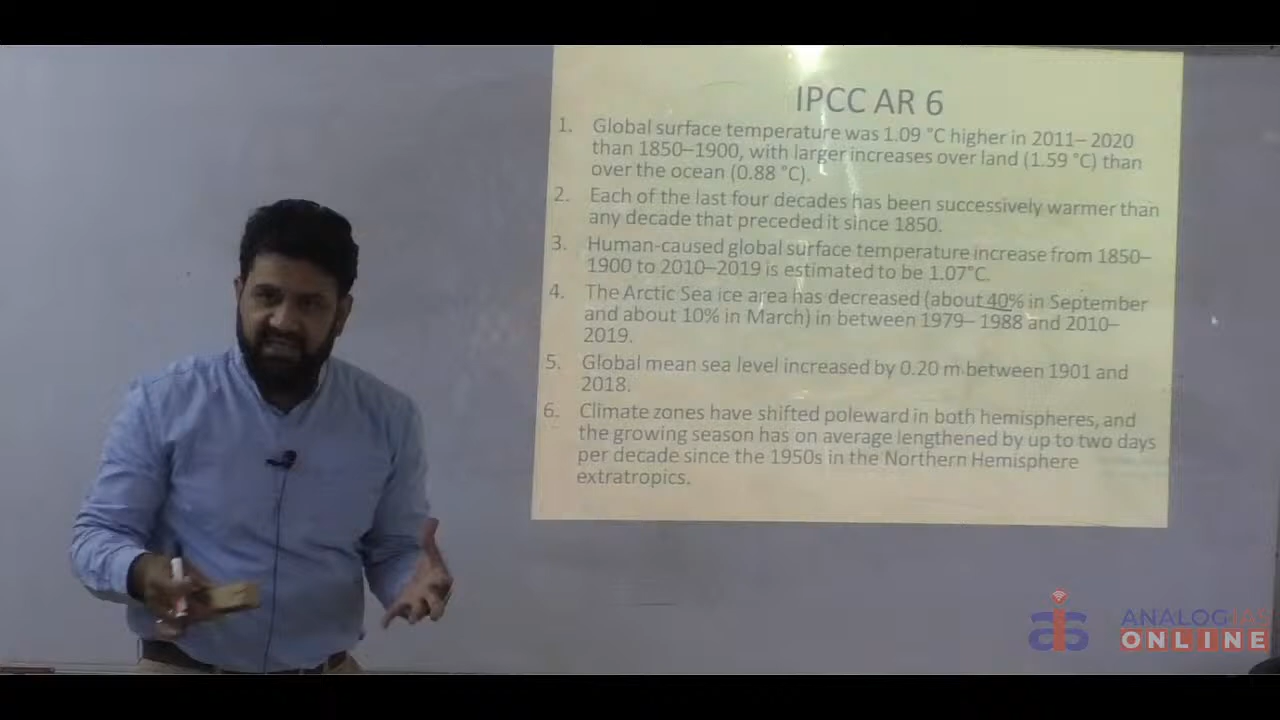 IPCC AR 6
1. Global surface temperature was 1.09 °C higher in 2011–2020
than 1850–1900, with larger increases over land (1.59 °C) than
over the ocean (0.88 °C).
2. Each of the last four decades has been successively warmer than
any decade that preceded it since 1850.
3. Human-caused global surface temperature increase from 1850–
1900 to 2010–2019 is estimated to be 1.07°C.
4. The Arctic Sea ice area has decreased (about 40% in September
and about 10% in March) in between 1979–1988 and 2010–
2019.
5. Global mean sea level increased by 0.20 m between 1901 and
2018.
6. Climate zones have shifted poleward in both hemispheres, and
the growing season has on average lengthened by up to two days
per decade since the 1950s in the Northern Hemisphere
extratropics.
ANALOG IAS
ONLINE